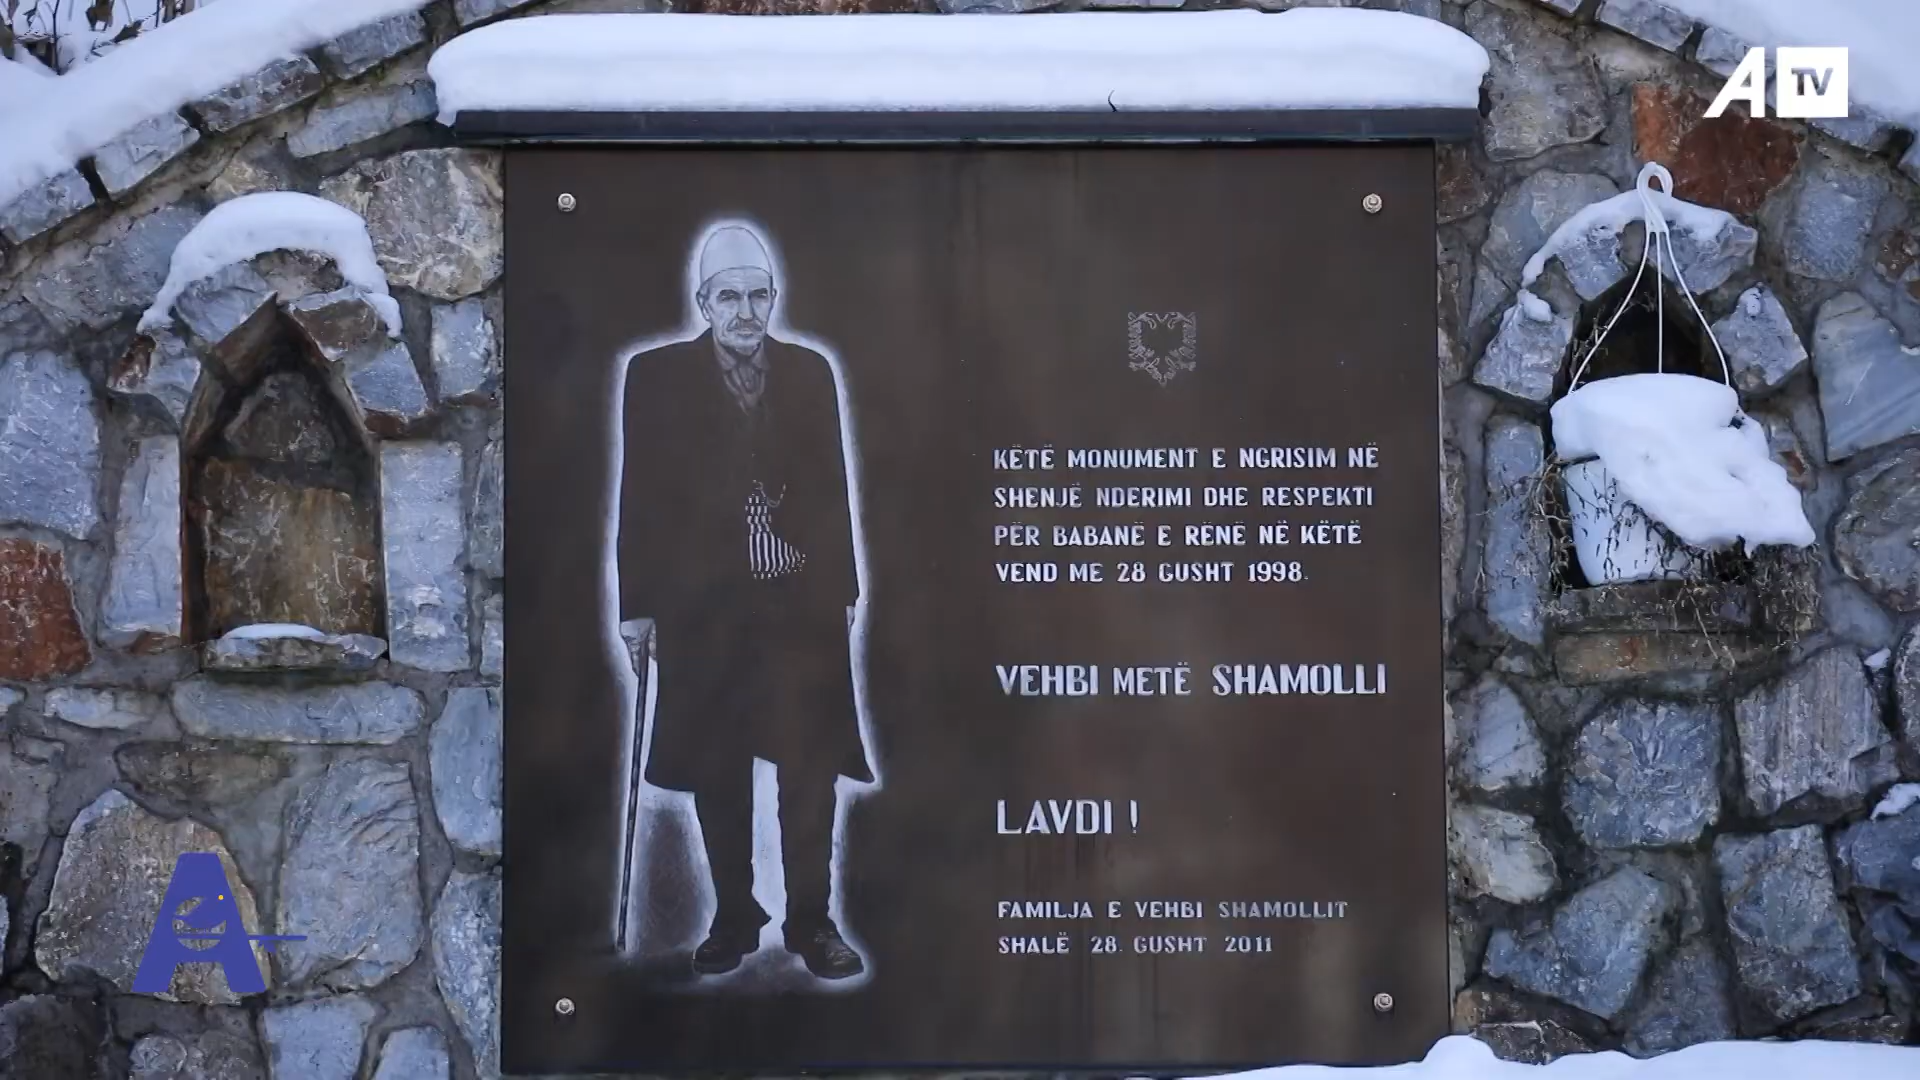 A TV
KËTË MONUMENT E NGRISIM NË
SHENJË NDERIMI DHE RESPEKTI
PËR BABANË E RËNË NË KËTË
VEND ME 28 GUSHT 1998.
VEHBI METË SHAMOLLI
LAVDI !
FAMILJA E VEHBI SHAMOLLIT
SHALË 28. GUSHT 2011